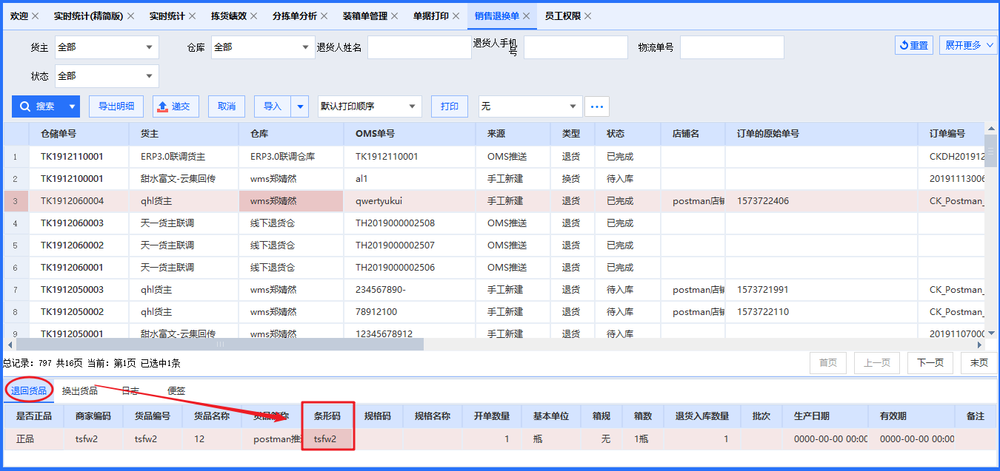 欢迎 实时统计(精简版) 实时统计 拣货绩效 分拣单分析 装箱单管理 单据打印 销售退换单 员工权限
货主 全部 仓库 全部 退货人姓名 退货人手机号 物流单号 重置 展开更多
状态 全部
搜索 导出明细 递交 取消 导入 默认打印顺序 打印 无 ...
仓储单号 货主 仓库 OMS单号 来源 类型 状态 店铺名 订单的原始单号 订单编号
1 TK1912110001 ERP3.0联调货主 ERP3.0联调仓库 TK1912110001 OMS推送 退货 已完成 CKDH201912
2 TK1912100001 甜水富文-云集回传 wms郑婧然 al1 手工新建 换货 待入库 20191113006
3 TK1912060004 qhl货主 wms郑婧然 qwertyukui 手工新建 退货 已完成 postman店铺 1573722406 CK_Postman_
4 TK1912060003 天一货主联调 线下退货仓 TH2019000002508 OMS推送 退货 已完成
5 TK1912060002 天一货主联调 线下退货仓 TH2019000002507 OMS推送 退货 已完成
6 TK1912060001 天一货主联调 线下退货仓 TH2019000002506 OMS推送 退货 已完成
7 TK1912050003 qhl货主 wms郑婧然 234567890- 手工新建 退货 待入库 postman店铺 1573721991 CK_Postman_
8 TK1912050002 qhl货主 wms郑婧然 78912100 手工新建 退货 待入库 postman店铺 1573722110 CK_Postman_
9 TK1912050001 甜水富文-云集回传 wms郑婧然 12345678912 手工新建 退货 待入库 20191107000
总记录：797 共16页 当前：第1页 已选中1条 首页 上一页 下一页 末页
退回货品 换出货品 日志 便签
是否正品 商家编码 货品编号 货品名称 货品简称 条形码 规格码 规格名称 开单数量 基本单位 箱规 箱数 退货入库数量 批次 生产日期 有效期 备注
正品 tsfw2 tsfw2 12 postman推 tsfw2 1 瓶 无 1瓶 1 0000-00-00 00:00 0000-00-00 00:00